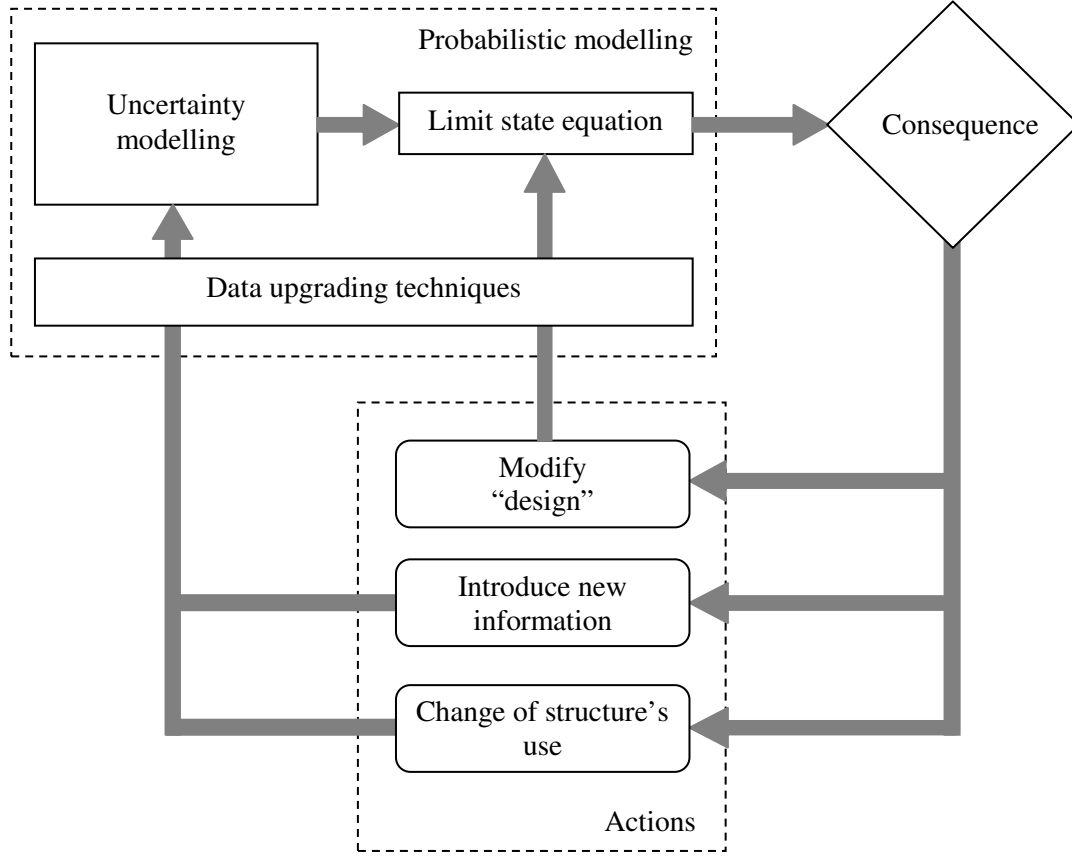 Probabilistic modelling
Uncertainty
modelling
Limit state equation
Consequence
Data upgrading techniques
Modify
“design”
Introduce new
information
Change of structure’s
use
Actions